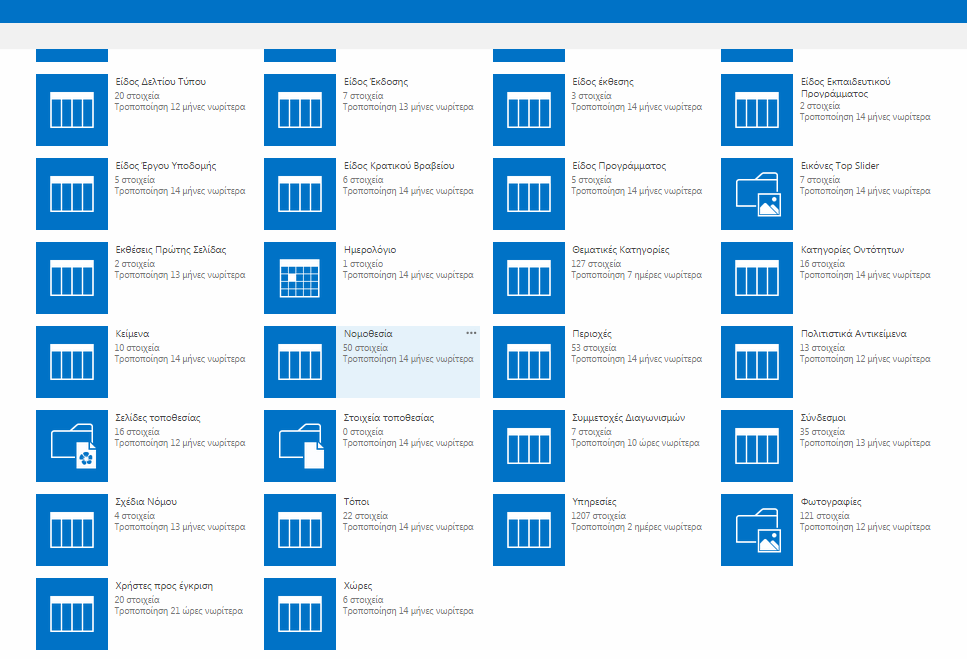 Είδος Δελτίου Τύπου
20 στοιχεία
Τροποποίηση 12 μήνες νωρίτερα
Είδος Έκδοσης
7 στοιχεία
Τροποποίηση 13 μήνες νωρίτερα
Είδος έκθεσης
3 στοιχεία
Τροποποίηση 14 μήνες νωρίτερα
Είδος Εκπαιδευτικού
Προγράμματος
2 στοιχεία
Τροποποίηση 14 μήνες νωρίτερα
Είδος Έργου Υποδομής
5 στοιχεία
Τροποποίηση 14 μήνες νωρίτερα
Είδος Κρατικού Βραβείου
6 στοιχεία
Τροποποίηση 14 μήνες νωρίτερα
Είδος Προγράμματος
5 στοιχεία
Τροποποίηση 14 μήνες νωρίτερα
Εικόνες Top Slider
7 στοιχεία
Τροποποίηση 14 μήνες νωρίτερα
Εκθέσεις Πρώτης Σελίδας
2 στοιχεία
Τροποποίηση 13 μήνες νωρίτερα
Ημερολόγιο
1 στοιχείο
Τροποποίηση 14 μήνες νωρίτερα
Θεματικές Κατηγορίες
127 στοιχεία
Τροποποίηση 7 ημέρες νωρίτερα
Κατηγορίες Οντότητων
16 στοιχεία
Τροποποίηση 14 μήνες νωρίτερα
Κείμενα
10 στοιχεία
Τροποποίηση 14 μήνες νωρίτερα
Νομοθεσία
50 στοιχεία
Τροποποίηση 14 μήνες νωρίτερα
Περιοχές
53 στοιχεία
Τροποποίηση 14 μήνες νωρίτερα
Πολιτιστικά Αντικείμενα
13 στοιχεία
Τροποποίηση 12 μήνες νωρίτερα
Σελίδες τοποθεσίας
16 στοιχεία
Τροποποίηση 12 μήνες νωρίτερα
Στοιχεία τοποθεσίας
0 στοιχεία
Τροποποίηση 14 μήνες νωρίτερα
Συμμετοχές Διαγωνισμών
7 στοιχεία
Τροποποίηση 10 ώρες νωρίτερα
Σύνδεσμοι
35 στοιχεία
Τροποποίηση 13 μήνες νωρίτερα
Σχέδια Νόμου
4 στοιχεία
Τροποποίηση 13 μήνες νωρίτερα
Τόποι
22 στοιχεία
Τροποποίηση 14 μήνες νωρίτερα
Υπηρεσίες
1207 στοιχεία
Τροποποίηση 2 ημέρες νωρίτερα
Φωτογραφίες
121 στοιχεία
Τροποποίηση 12 μήνες νωρίτερα
Χρήστες προς έγκριση
20 στοιχεία
Τροποποίηση 21 ώρες νωρίτερα
Χώρες
6 στοιχεία
Τροποποίηση 14 μήνες νωρίτερα